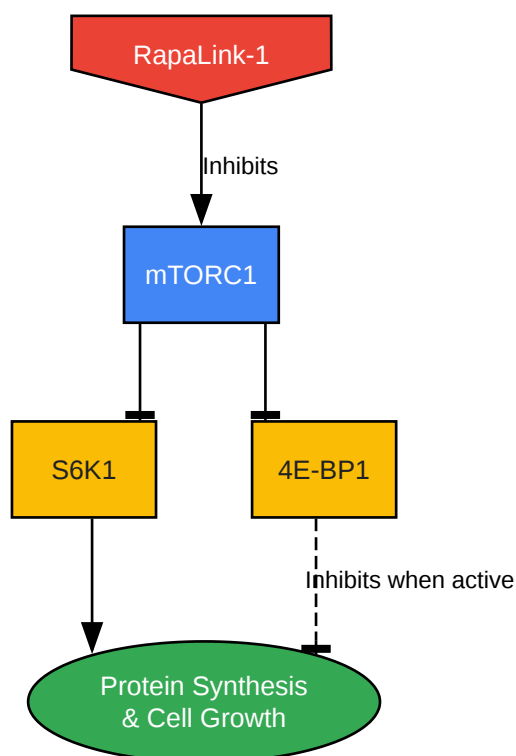 RapaLink-1
Inhibits
mTORC1
S6K1
4E-BP1
Inhibits when active
Protein Synthesis
& Cell Growth